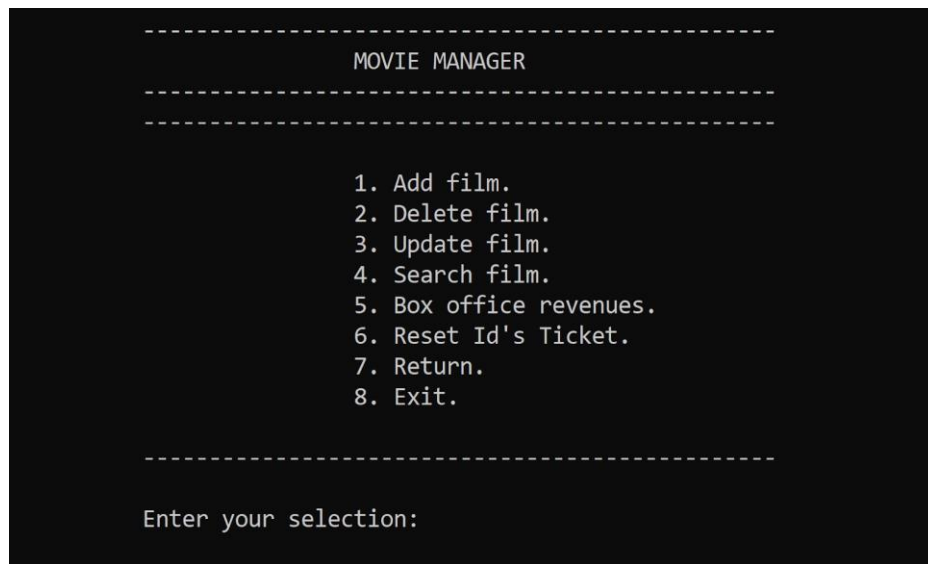 ------------------------------------------------
MOVIE MANAGER
------------------------------------------------
------------------------------------------------
1. Add film.
2. Delete film.
3. Update film.
4. Search film.
5. Box office revenues.
6. Reset Id's Ticket.
7. Return.
8. Exit.
------------------------------------------------
Enter your selection: